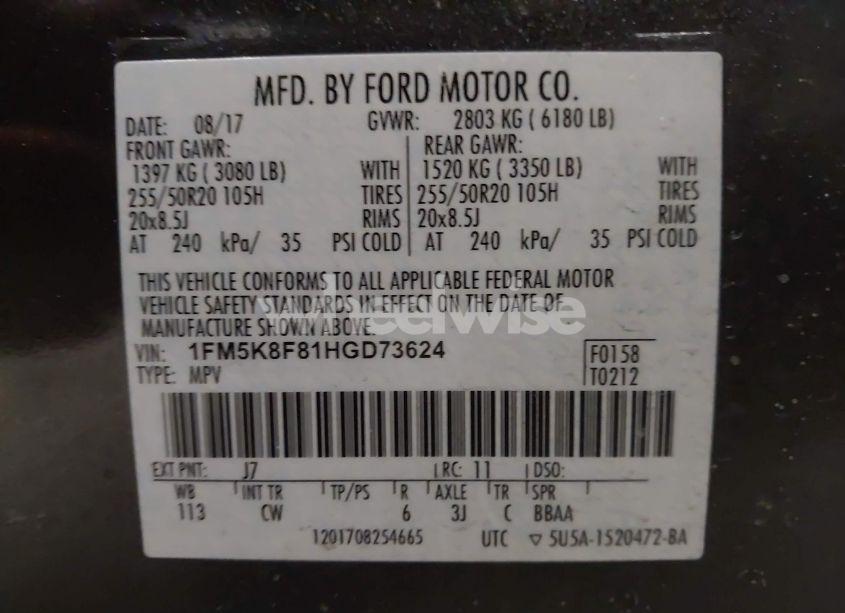 MFD. BY FORD MOTOR CO.
DATE: 08/17 GVWR: 2803 KG ( 6180 LB)
FRONT GAWR: REAR GAWR:
1397 KG ( 3080 LB) WITH 1520 KG ( 3350 LB) WITH
255/50R20 105H TIRES 255/50R20 105H TIRES
20x8.5J RIMS 20x8.5J RIMS
AT 240 kPa/ 35 PSI COLD AT 240 kPa/ 35 PSI COLD
THIS VEHICLE CONFORMS TO ALL APPLICABLE FEDERAL MOTOR
VEHICLE SAFETY STANDARDS IN EFFECT ON THE DATE OF
MANUFACTURE SHOWN ABOVE.
VIN: 1FM5K8F81HGD73624 F0158
TYPE: MPV T0212
EXT PNT: J7 RC: 11 DSO:
WB INT TR TP/PS R AXLE TR SPR
113 CW 6 3J C BBAA
1201708254665 UTC ▽ 5U5A-1520472-BA